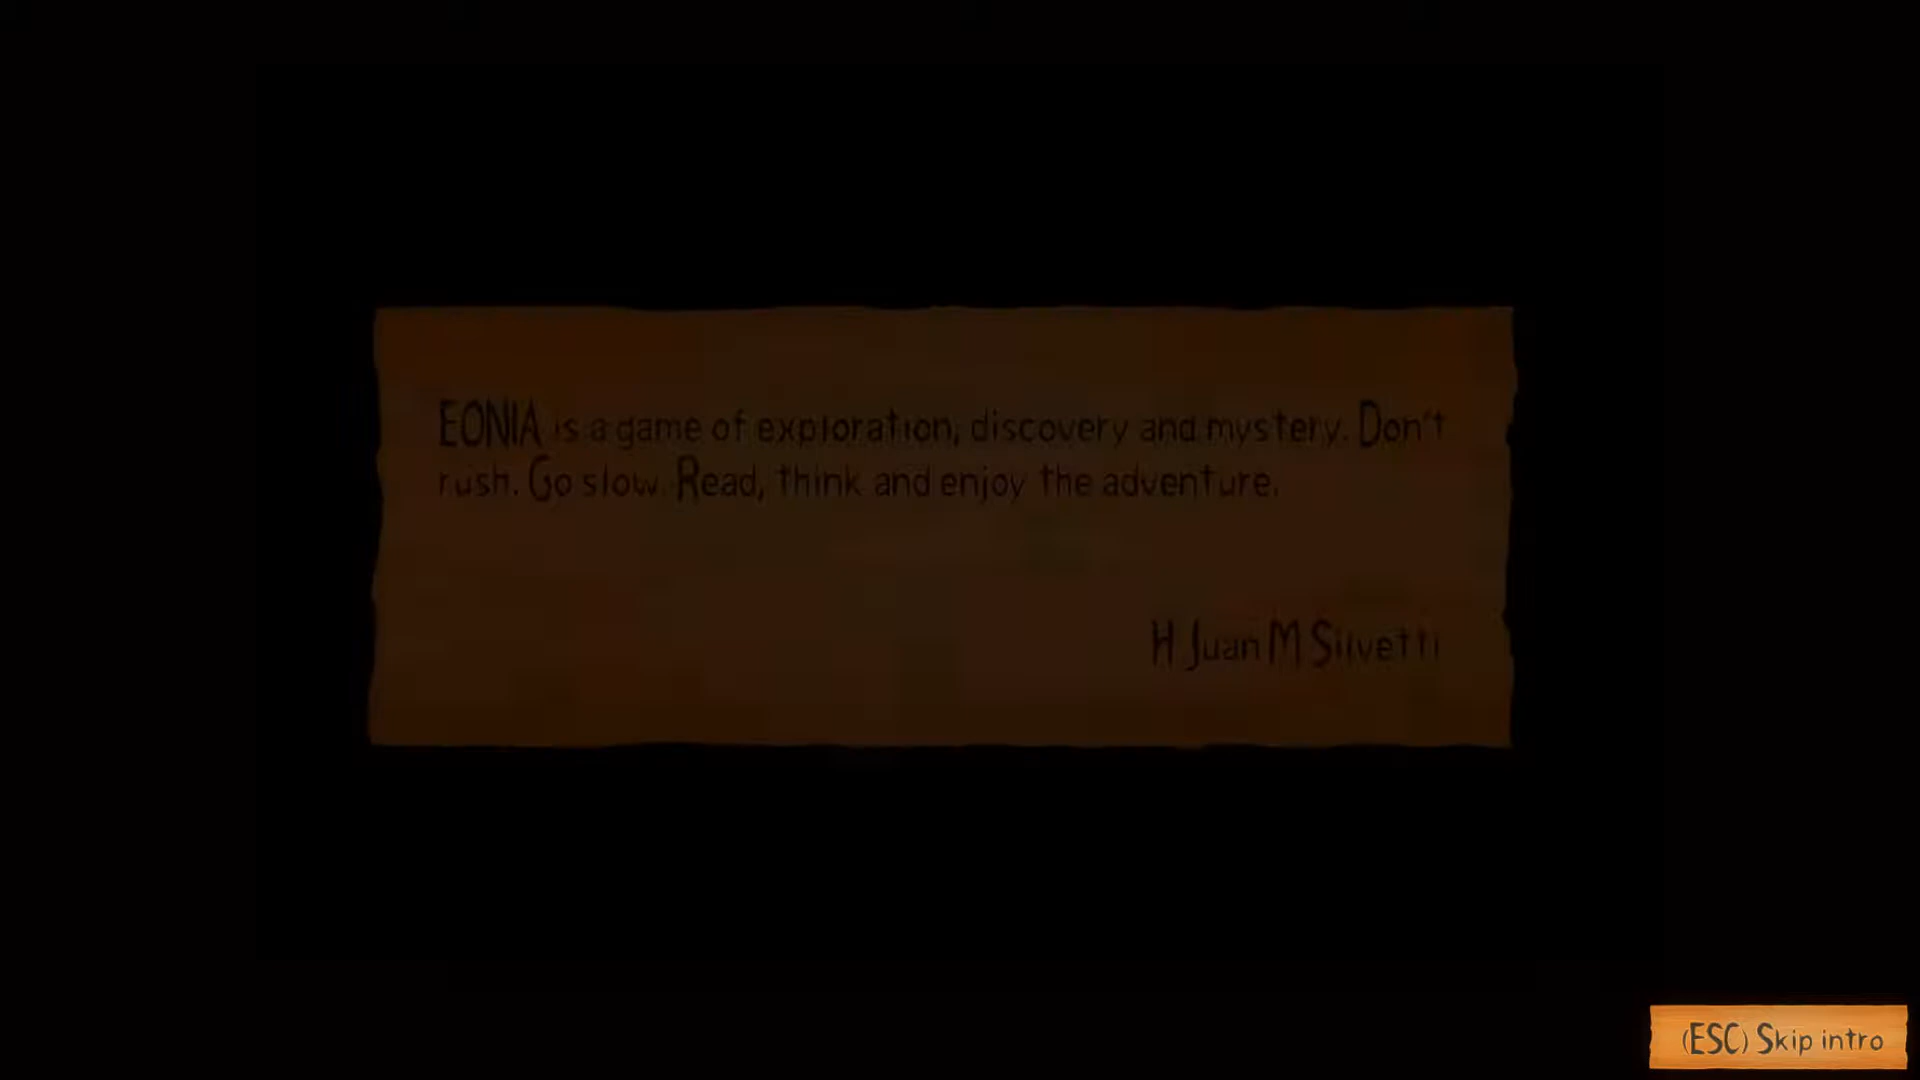 EONIA is a game of exploration, discovery and mystery. Don't
rush. Go slow. Read, think and enjoy the adventure.
H Juan M Silvetti
(ESC) Skip intro